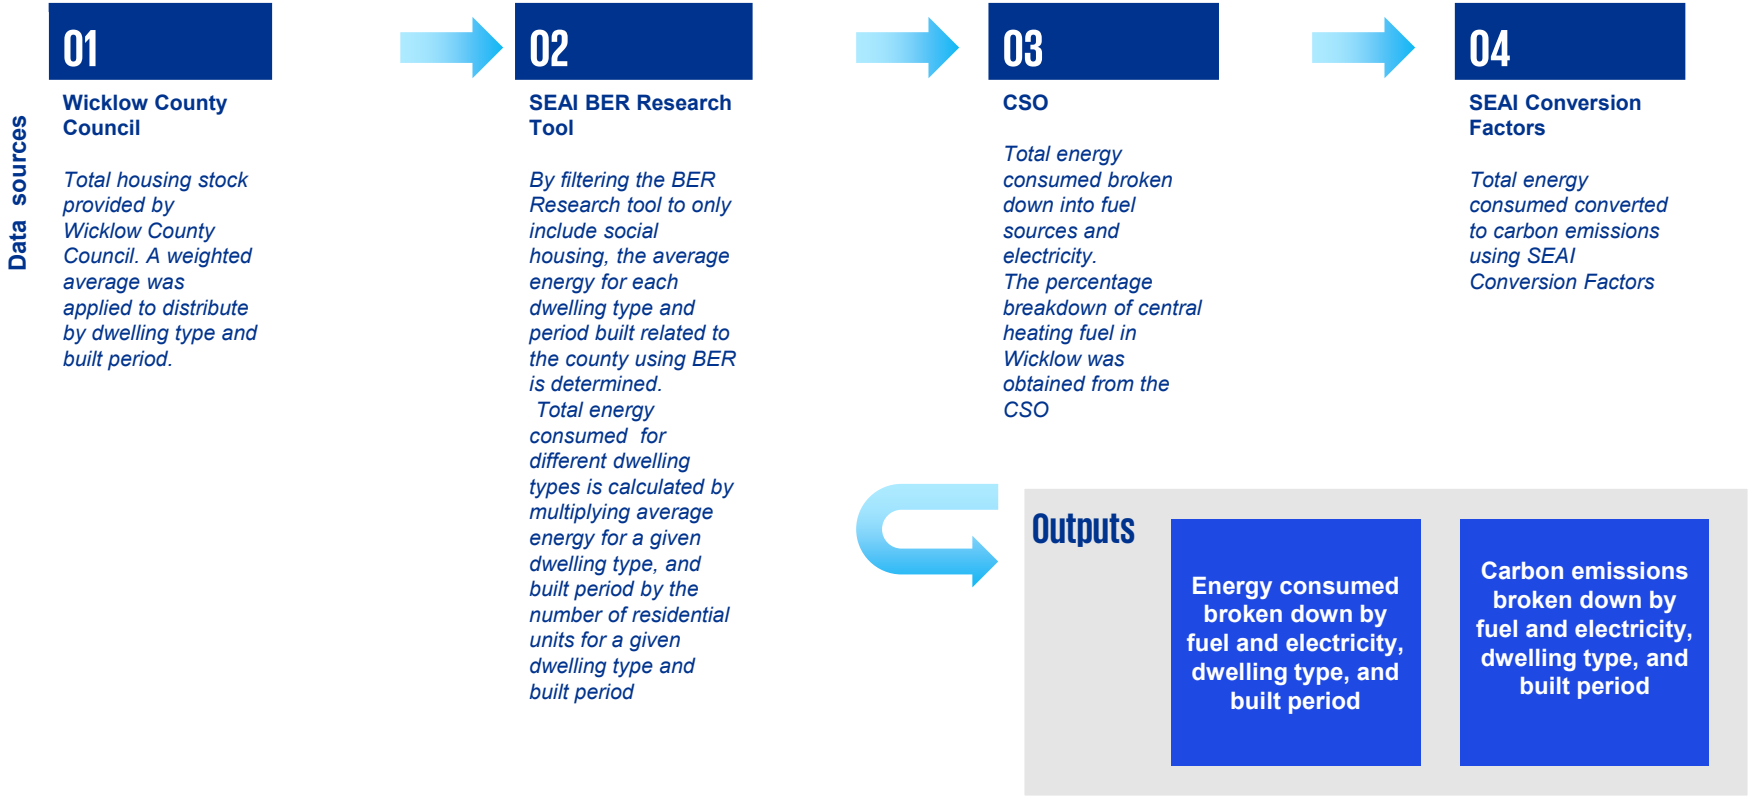 Data sources
01
Wicklow County
Council
Total housing stock
provided by
Wicklow County
Council. A weighted
average was
applied to distribute
by dwelling type and
built period.
02
SEAI BER Research
Tool
By filtering the BER
Research tool to only
include social
housing, the average
energy for each
dwelling type and
period built related to
the county using BER
is determined.
Total energy
consumed for
different dwelling
types is calculated by
multiplying average
energy for a given
dwelling type, and
built period by the
number of residential
units for a given
dwelling type and
built period
03
CSO
Total energy
consumed broken
down into fuel
sources and
electricity.
The percentage
breakdown of central
heating fuel in
Wicklow was
obtained from the
CSO
04
SEAI Conversion
Factors
Total energy
consumed converted
to carbon emissions
using SEAI
Conversion Factors
Outputs
Energy consumed
broken down by
fuel and electricity,
dwelling type, and
built period
Carbon emissions
broken down by
fuel and electricity,
dwelling type, and
built period